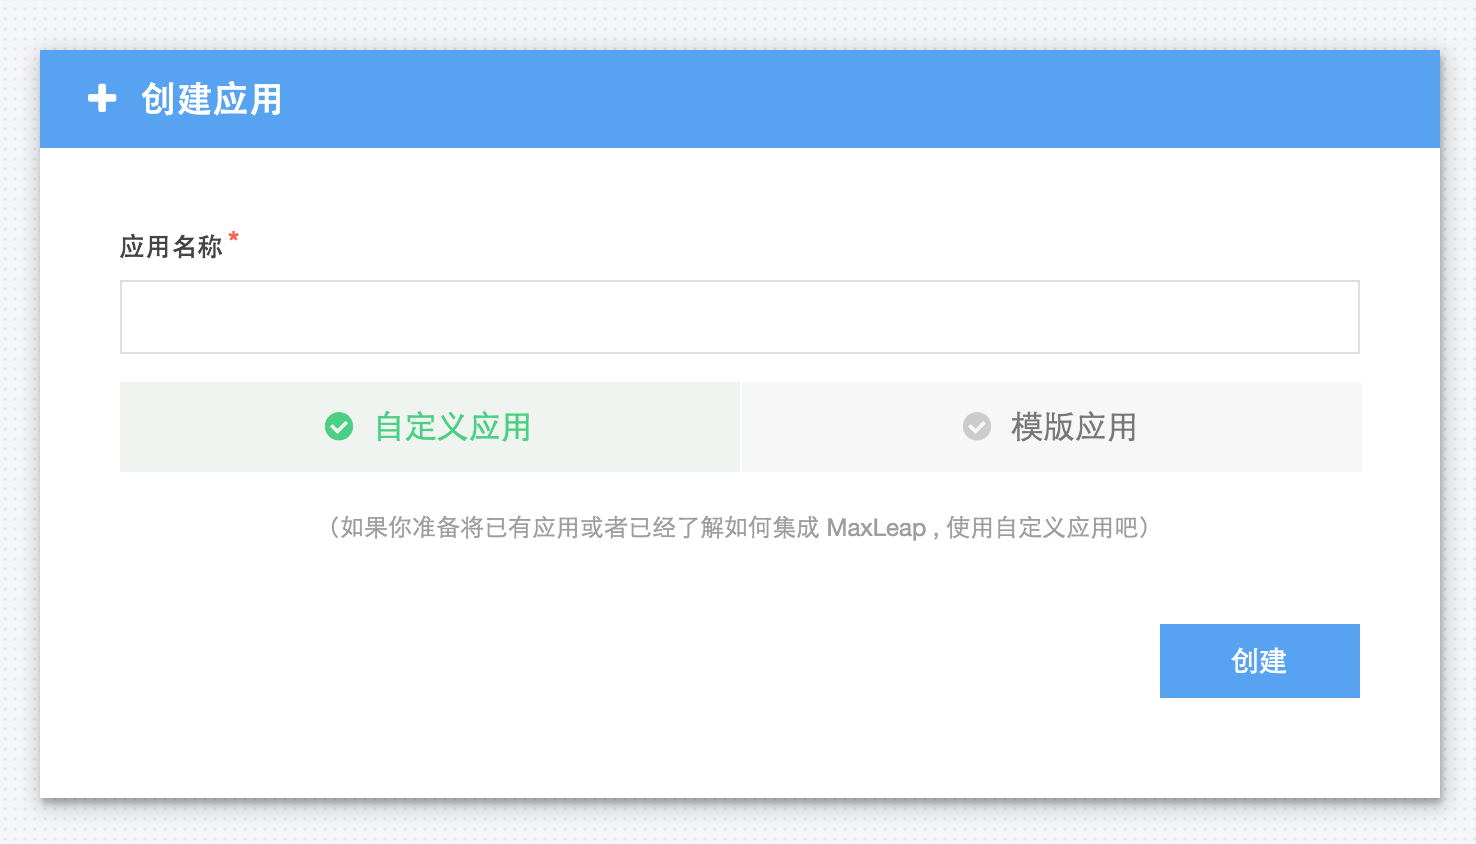 创建应用
应用名称*
自定义应用
模版应用
（如果你准备将已有应用或者已经了解如何集成 MaxLeap , 使用自定义应用吧）
创建